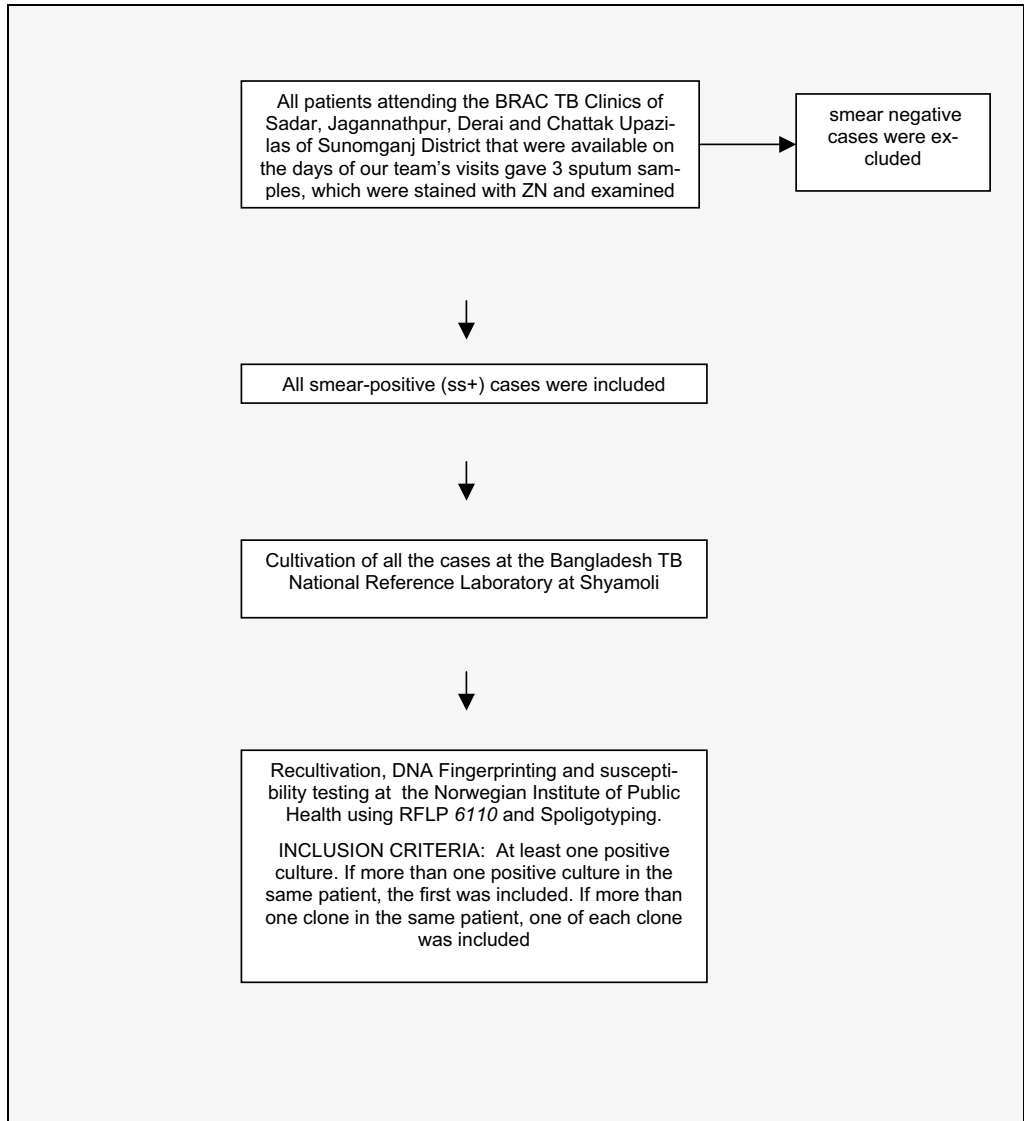 All patients attending the BRAC TB Clinics of
Sadar, Jagannathpur, Derai and Chattak Upazi-
las of Sunomganj District that were available on
the days of our team's visits gave 3 sputum sam-
ples, which were stained with ZN and examined
smear negative
cases were ex-
cluded
All smear-positive (ss+) cases were included
Cultivation of all the cases at the Bangladesh TB
National Reference Laboratory at Shyamoli
Recultivation, DNA Fingerprinting and suscepti-
bility testing at the Norwegian Institute of Public
Health using RFLP 6110 and Spoligotyping.
INCLUSION CRITERIA: At least one positive
culture. If more than one positive culture in the
same patient, the first was included. If more than
one clone in the same patient, one of each clone
was included